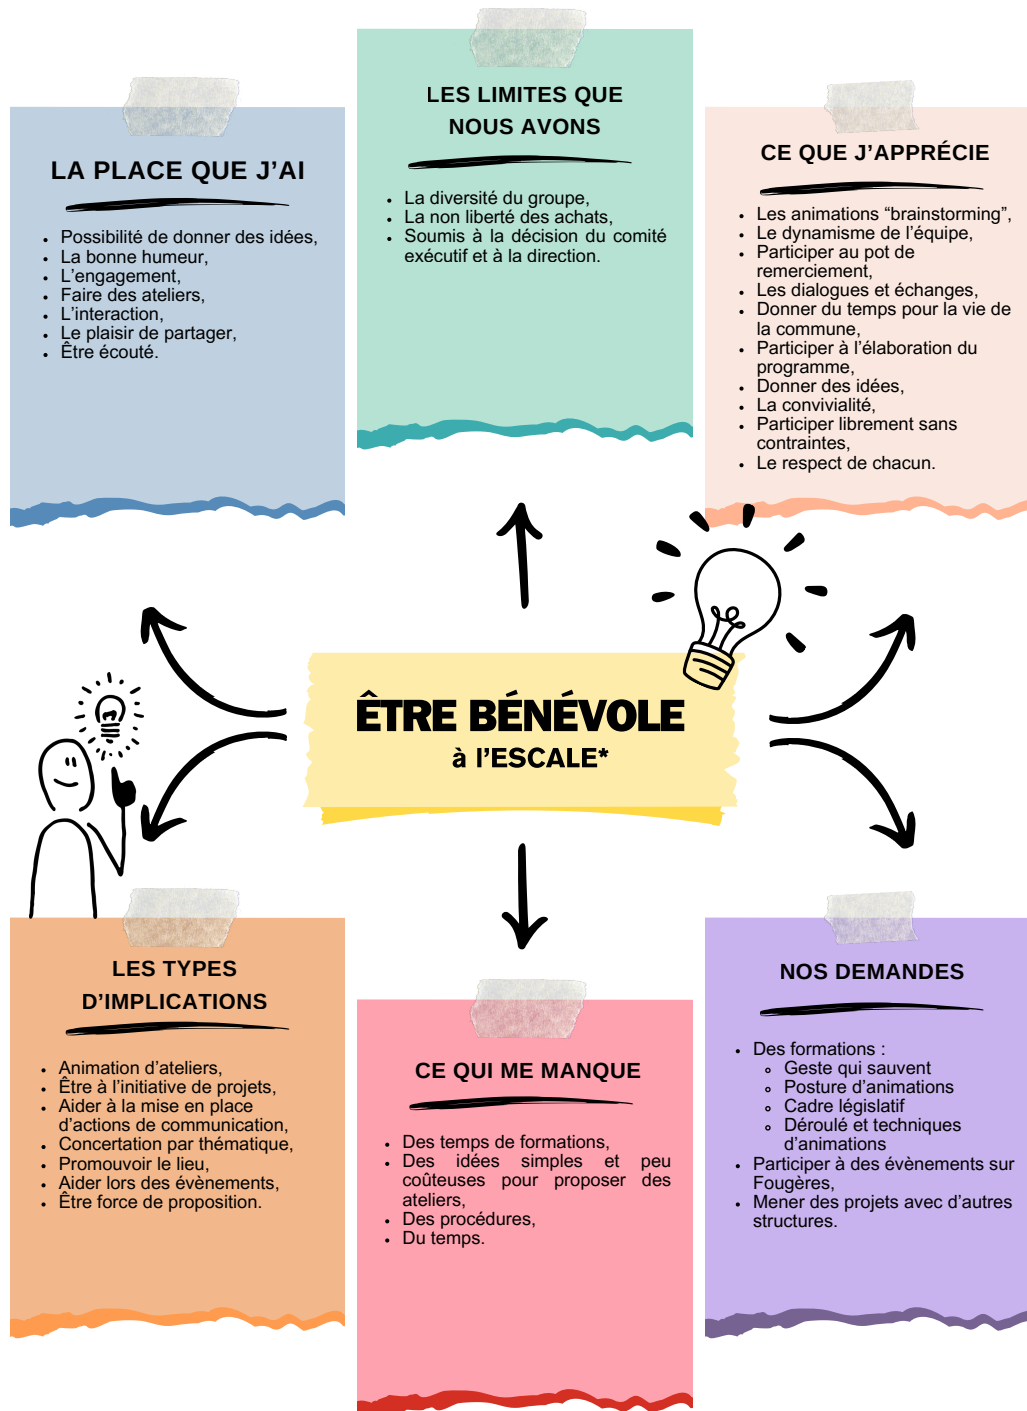 LA PLACE QUE J’AI
• Possibilité de donner des idées,
• La bonne humeur,
• L’engagement,
• Faire des ateliers,
• L’interaction,
• Le plaisir de partager,
• Être écouté.
LES LIMITES QUE
NOUS AVONS
• La diversité du groupe,
• La non liberté des achats,
• Soumis à la décision du comité
exécutif et à la direction.
CE QUE J’APPRÉCIE
• Les animations “brainstorming”,
• Le dynamisme de l’équipe,
• Participer au pot de
remerciement,
• Les dialogues et échanges,
• Donner du temps pour la vie de
la commune,
• Participer à l’élaboration du
programme,
• Donner des idées,
• La convivialité,
• Participer librement sans
contraintes,
• Le respect de chacun.
ÊTRE BÉNÉVOLE
à l’ESCALE*
LES TYPES
D’IMPLICATIONS
• Animation d’ateliers,
• Être à l’initiative de projets,
• Aider à la mise en place
d’actions de communication,
• Concertation par thématique,
• Promouvoir le lieu,
• Aider lors des évènements,
• Être force de proposition.
CE QUI ME MANQUE
• Des temps de formations,
• Des idées simples et peu
coûteuses pour proposer des
ateliers,
• Des procédures,
• Du temps.
NOS DEMANDES
• Des formations :
◦ Geste qui sauvent
◦ Posture d’animations
◦ Cadre législatif
◦ Déroulé et techniques
d’animations
• Participer à des évènements sur
Fougères,
• Mener des projets avec d’autres
structures.